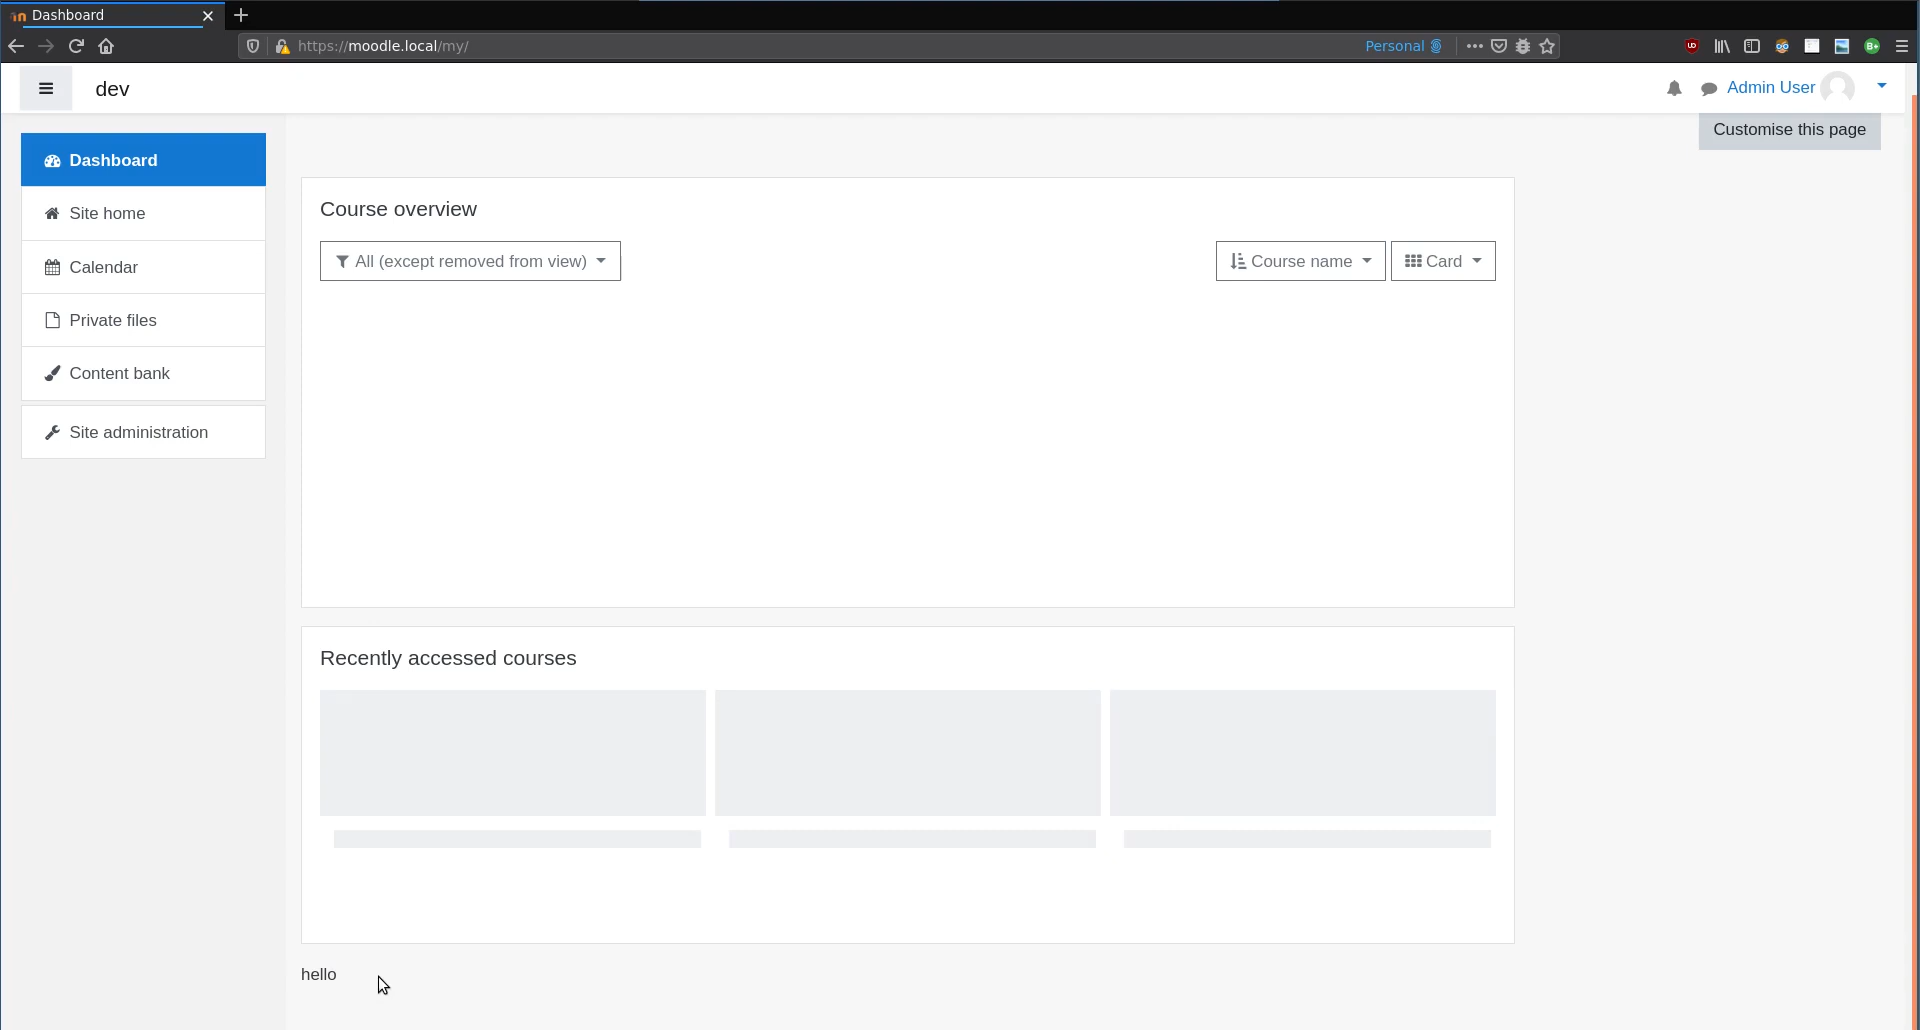 Dashboard
https://moodle.local/my/
Personal
dev
Admin User
Customise this page
Dashboard
Site home
Calendar
Private files
Content bank
Site administration
Course overview
All (except removed from view)
Course name
Card
Recently accessed courses
hello